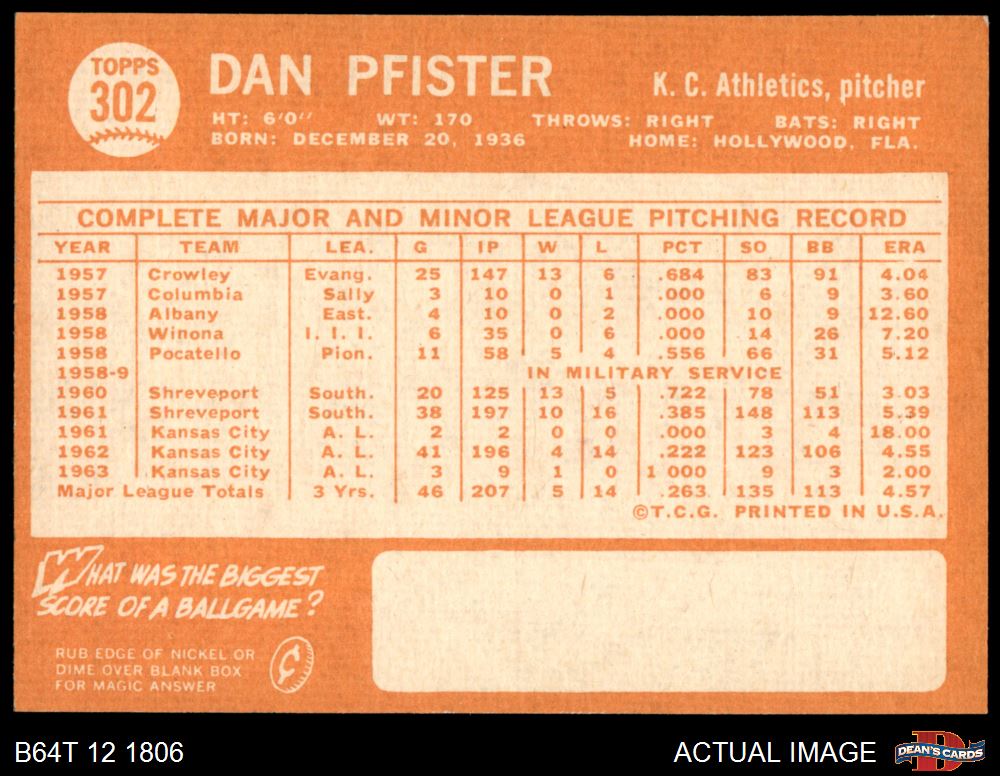 TOPPS
302
DAN PFISTER
K. C. Athletics, pitcher
HT: 6'0" WT: 170 THROWS: RIGHT BATS: RIGHT
BORN: DECEMBER 20, 1936 HOME: HOLLYWOOD, FLA.
COMPLETE MAJOR AND MINOR LEAGUE PITCHING RECORD
YEAR TEAM LEA. G IP W L PCT SO BB ERA
1957 Crowley Evang. 25 147 13 6 .684 83 91 4.04
1957 Columbia Sally 3 10 0 1 .000 6 9 3.60
1958 Albany East. 4 10 0 2 .000 10 9 12.60
1958 Winona I. I. I. 6 35 0 6 .000 14 26 7.20
1958 Pocatello Pion. 11 58 5 4 .556 66 31 5.12
1958-9 IN MILITARY SERVICE
1960 Shreveport South. 20 125 13 5 .722 78 51 3.03
1961 Shreveport South. 38 197 10 16 .385 148 113 5.39
1961 Kansas City A. L. 2 2 0 0 .000 3 4 18.00
1962 Kansas City A. L. 41 196 4 14 .222 123 106 4.55
1963 Kansas City A. L. 3 9 1 0 1 000 9 3 2.00
Major League Totals 3 Yrs. 46 207 5 14 .263 135 113 4.57
©T.C.G. PRINTED IN U.S.A.
WHAT WAS THE BIGGEST
SCORE OF A BALLGAME?
RUB EDGE OF NICKEL OR
DIME OVER BLANK BOX
FOR MAGIC ANSWER
¢
B64T 12 1806
ACTUAL IMAGE
D
DEAN'S CARDS